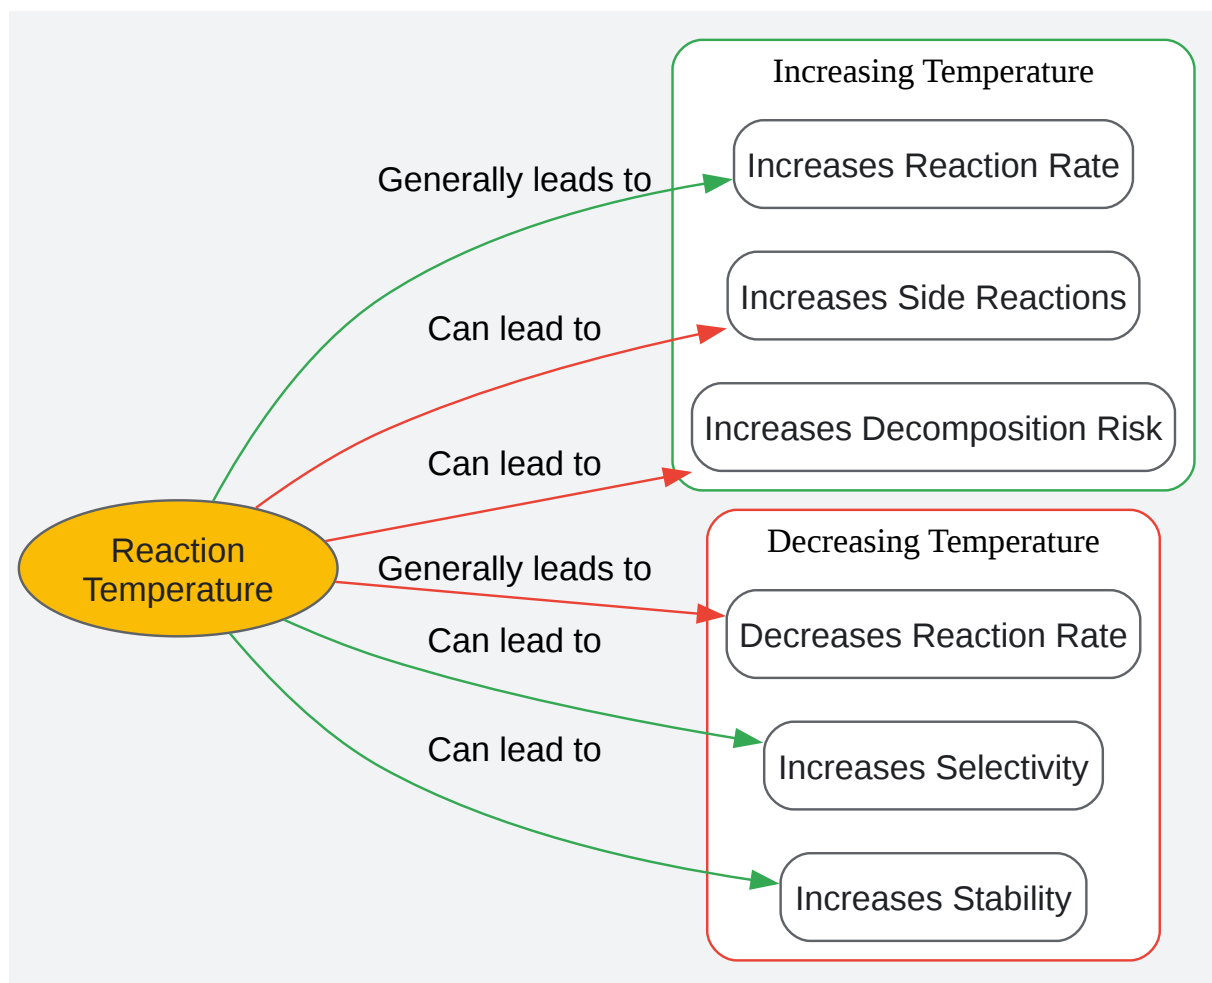 Increasing Temperature
Generally leads to
Increases Reaction Rate
Can lead to
Increases Side Reactions
Can lead to
Increases Decomposition Risk
Reaction
Temperature
Decreasing Temperature
Generally leads to
Decreases Reaction Rate
Can lead to
Increases Selectivity
Can lead to
Increases Stability